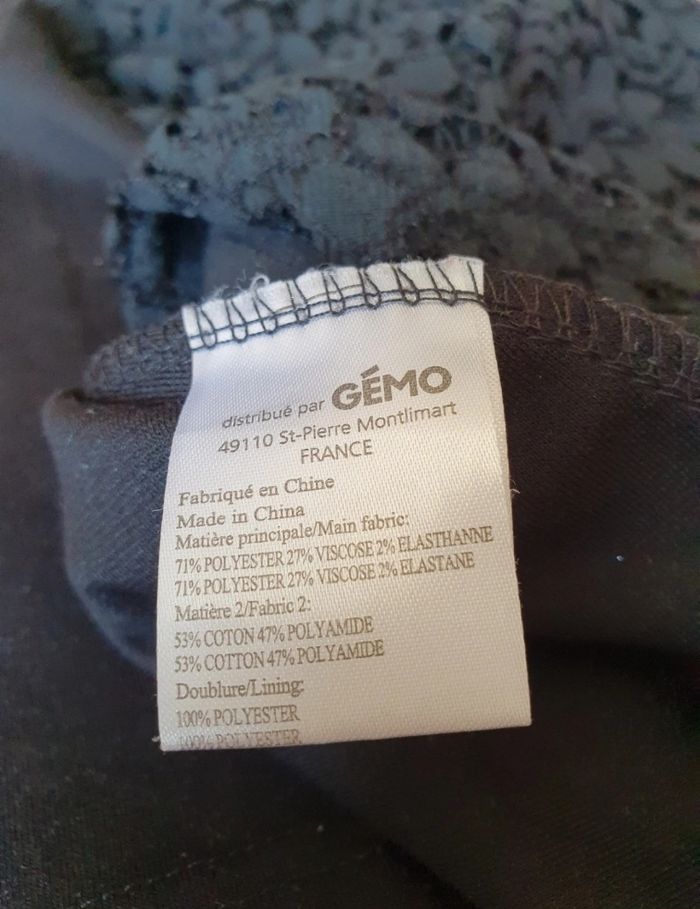 distribué par GÉMO
49110 St-Pierre Montlimart
FRANCE
Fabriqué en Chine
Made in China
Matière principale/Main fabric:
71% POLYESTER 27% VISCOSE 2% ELASTHANNE
71% POLYESTER 27% VISCOSE 2% ELASTANE
Matière 2/Fabric 2:
53% COTON 47% POLYAMIDE
53% COTTON 47% POLYAMIDE
Doublure/Lining:
100% POLYESTER
100% POLYESTER